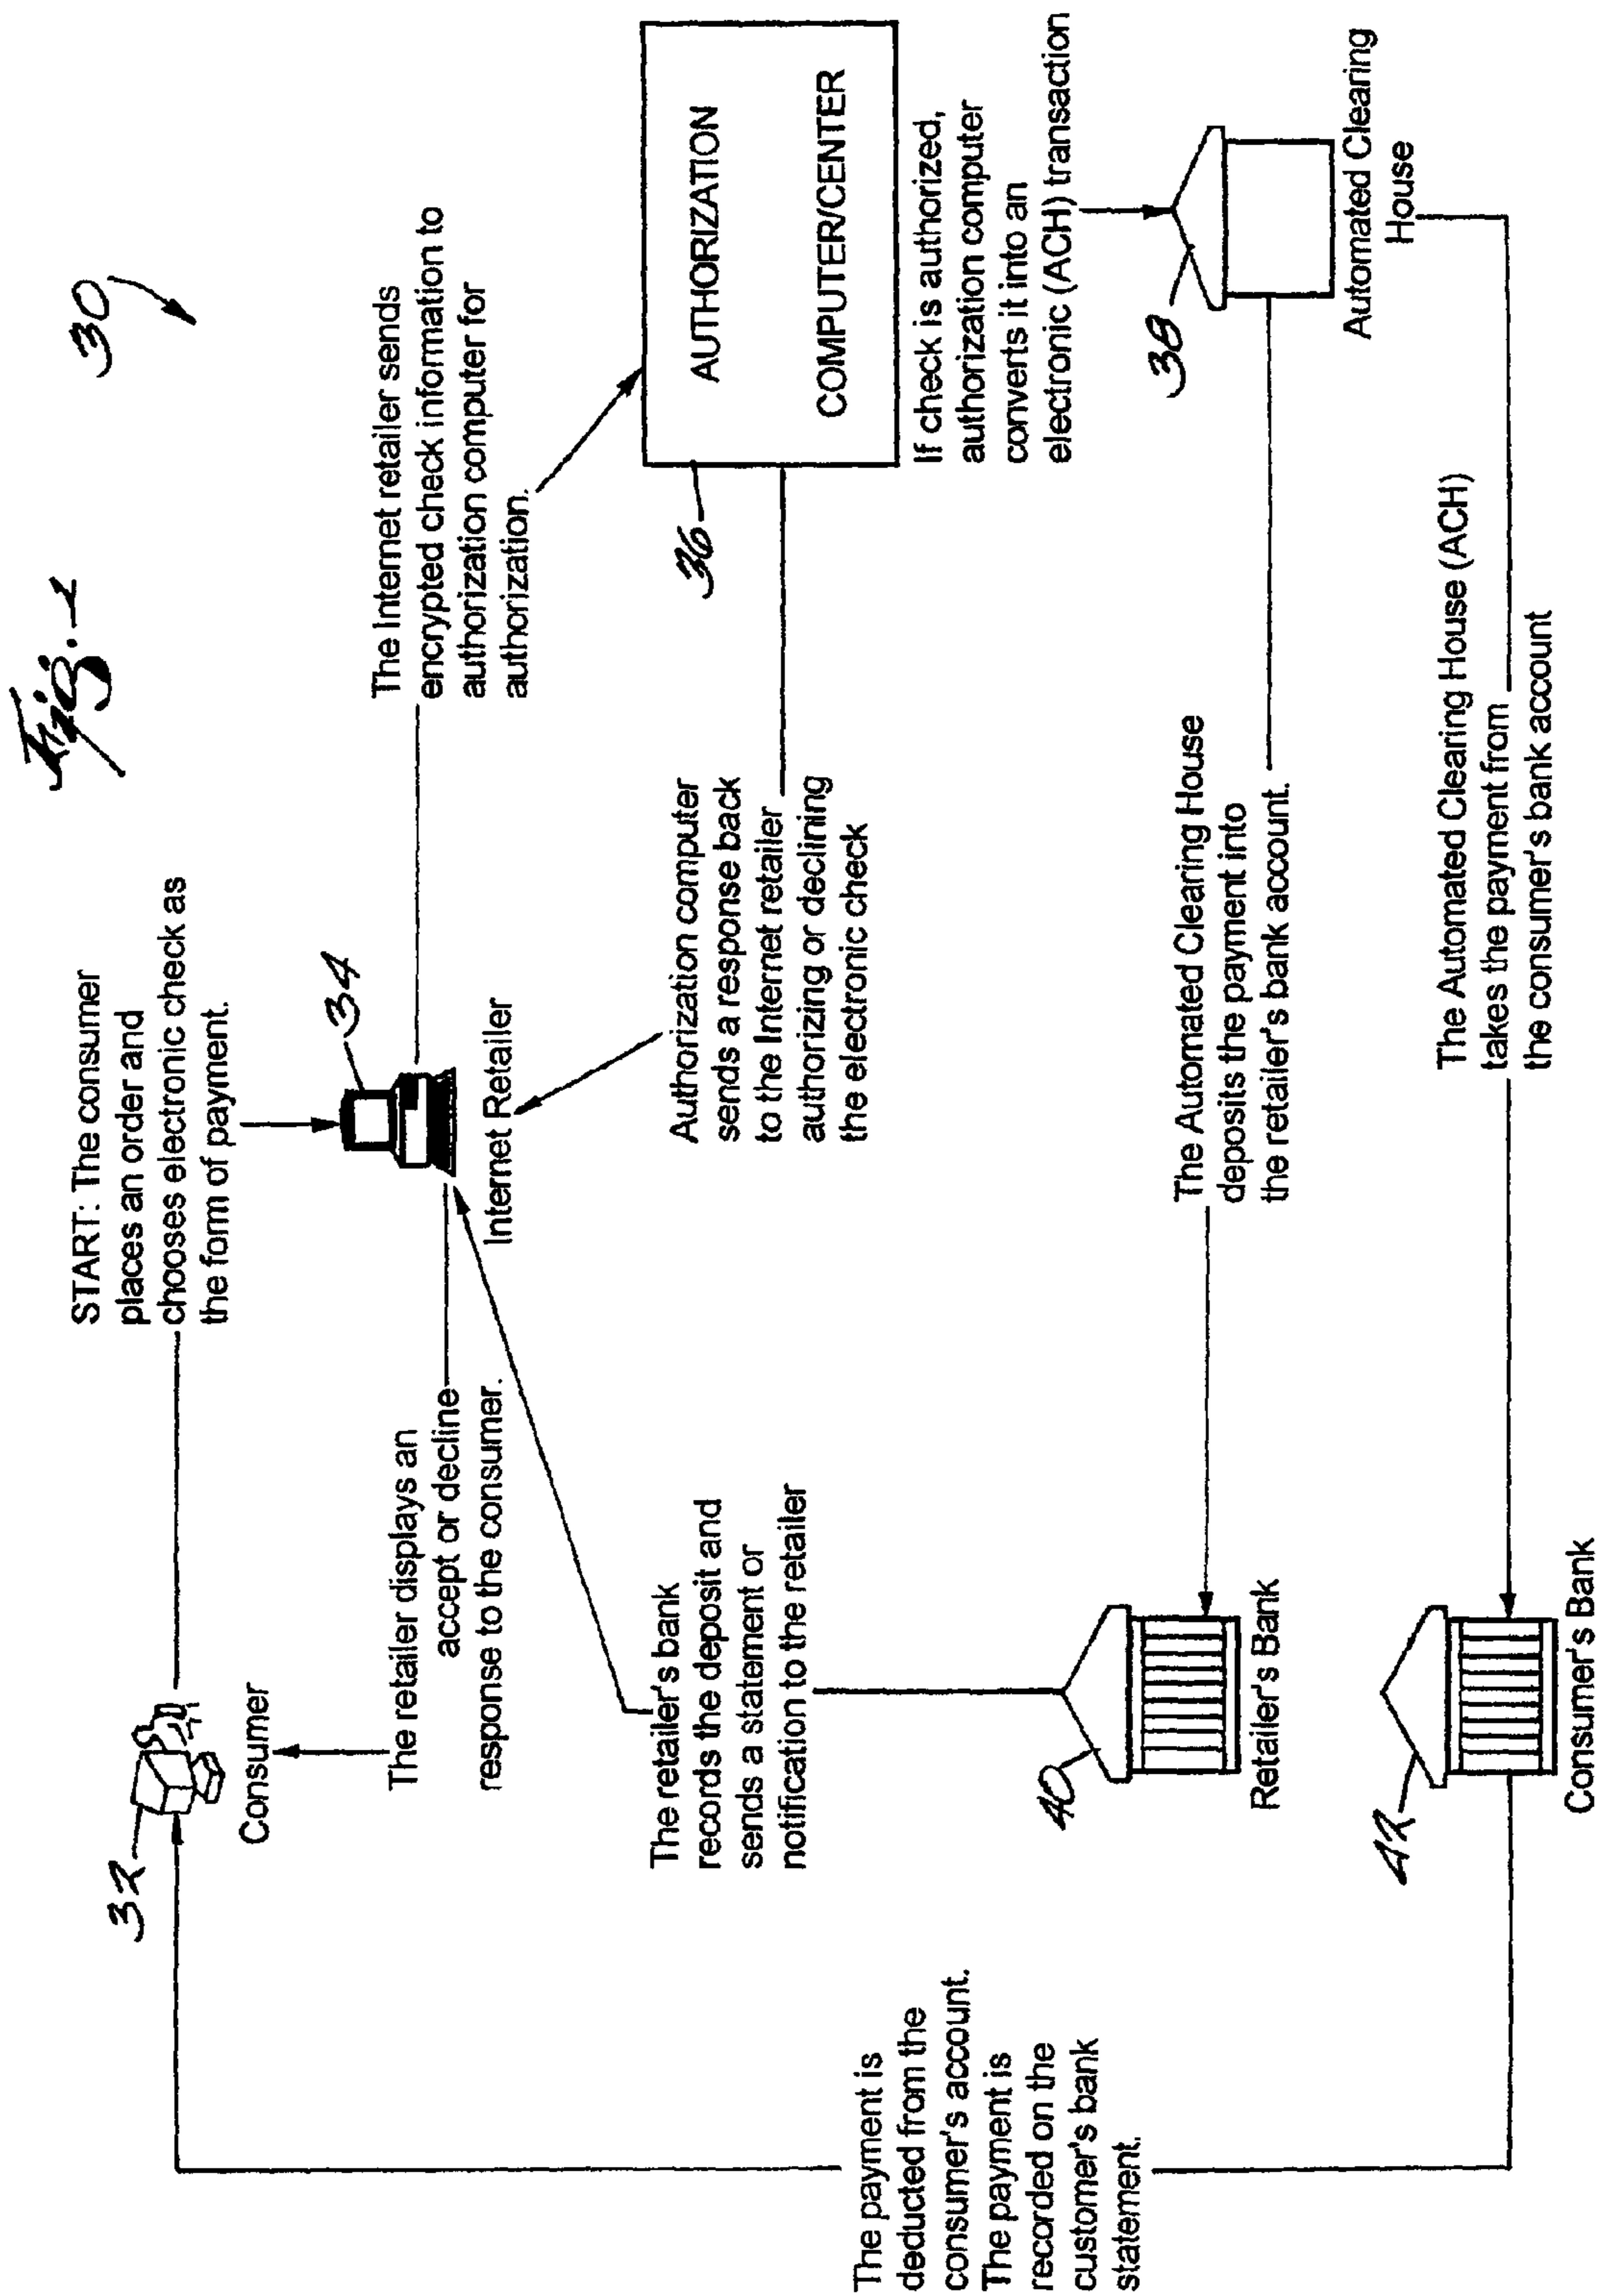 Fig. 1
30
START: The consumer
places an order and
chooses electronic check as
the form of payment.
32
Consumer
34
Internet Retailer
The Internet retailer sends
encrypted check information to
authorization computer for
authorization.
The retailer displays an
accept or decline
response to the consumer.
36
AUTHORIZATION
COMPUTER/CENTER
Authorization computer
sends a response back
to the Internet retailer
authorizing or declining
the electronic check
The retailer's bank
records the deposit and
sends a statement or
notification to the retailer
If check is authorized,
authorization computer
converts it into an
electronic (ACH) transaction
The payment is
deducted from the
consumer's account.
The payment is
recorded on the
customer's bank
statement.
40
Retailer's Bank
The Automated Clearing House
deposits the payment into
the retailer's bank account.
38
Automated Clearing
House
42
Consumer's Bank
The Automated Clearing House (ACH)
takes the payment from
the consumer's bank account